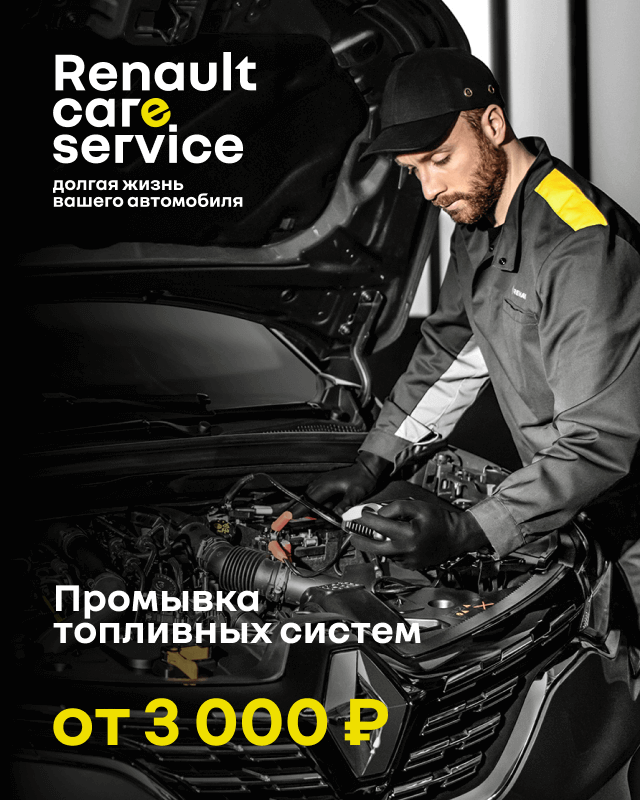 Renault
care
service
долгая жизнь
вашего автомобиля
Промывка
топливных систем
от 3 000 ₽